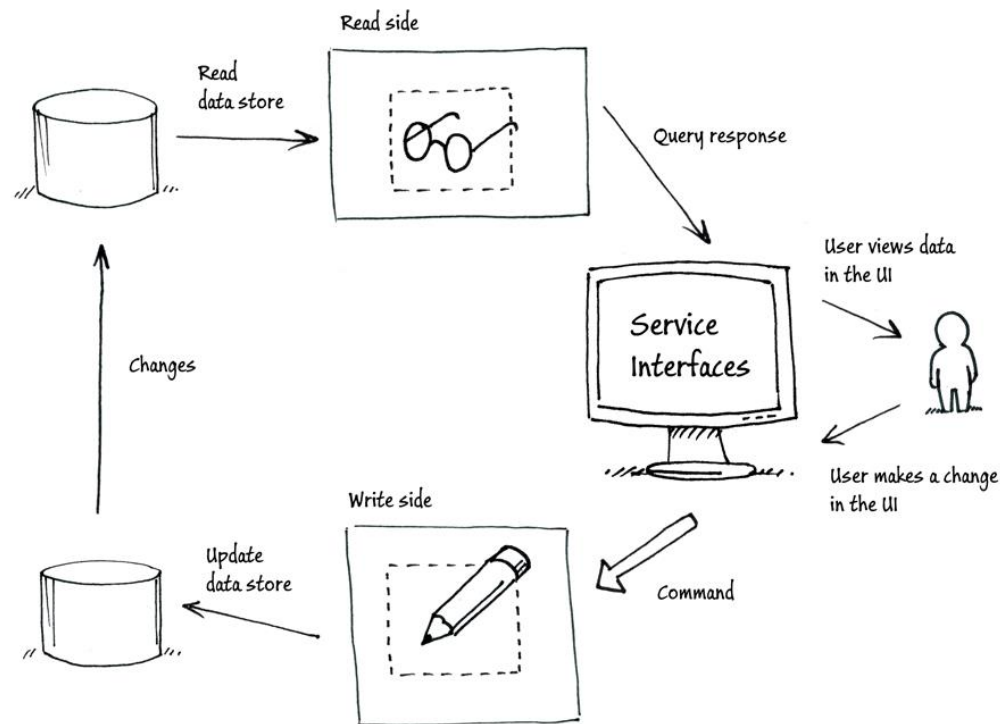 Read side
Read
data store
Query response
User views data
in the UI
Service
Interfaces
Changes
User makes a change
in the UI
Write side
Update
data store
Command